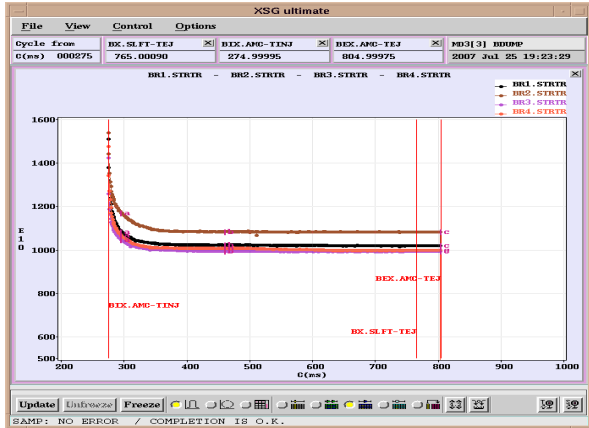 XSG ultimate
File View Control Options
Cycle from BX.SLFT-TEJ BIX.AMC-TINJ BEX.AMC-TEJ MD3[3] BDUMP
C(ms) 000275 765.00090 274.99995 804.99975 2007 Jul 25 19:23:29
BR1.STRTR - BR2.STRTR - BR3.STRTR - BR4.STRTR
BR1.STRTR
BR2.STRTR
BR3.STRTR
BR4.STRTR
1600
1400
1200
E10
1000
800
600
500
BEX.AMC-TEJ
BIX.AMC-TINJ
BX.SLFT-TEJ
200 300 400 500 600 700 800 900 1000
C(ms)
Update Unfreeze Freeze
SAMP: NO ERROR / COMPLETION IS O.K.